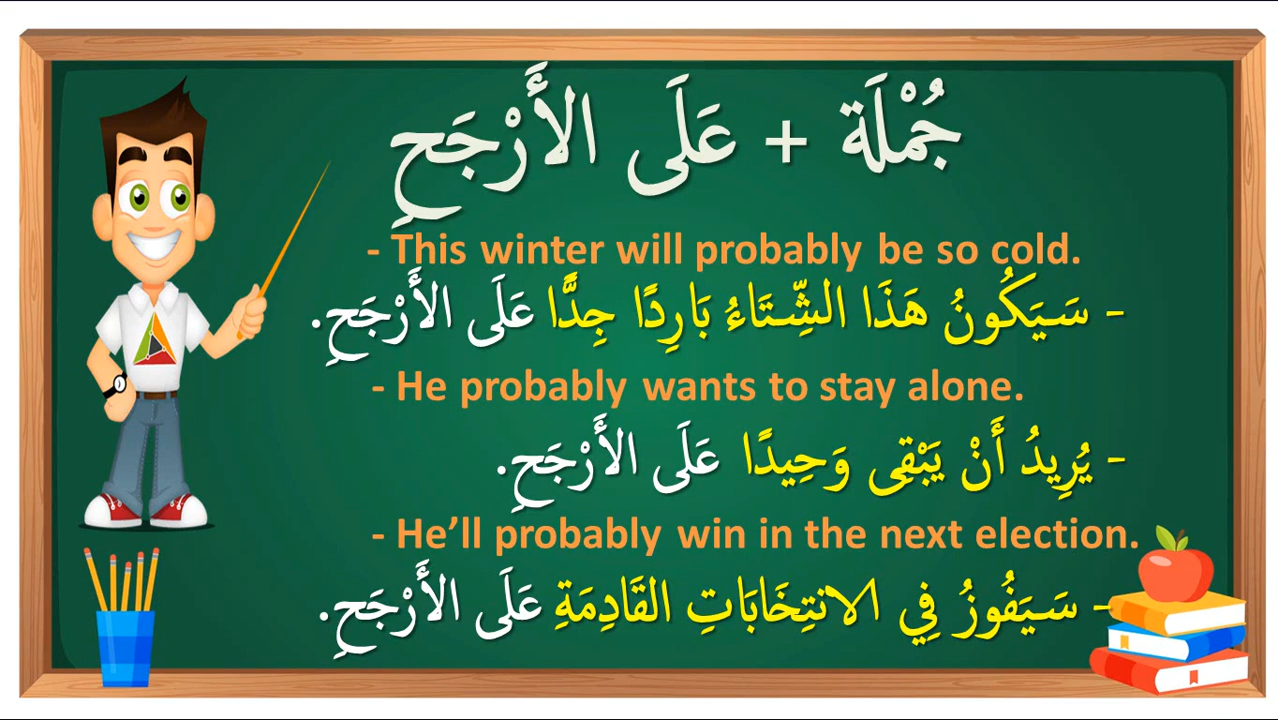 جُمْلَة + عَلَى الأَرْجَحِ
- This winter will probably be so cold.
- سَيَكُونُ هَذَا الشِّتَاءُ بَارِدًا جِدًّا عَلَى الأَرْجَحِ.
- He probably wants to stay alone.
- يُرِيدُ أَنْ يَبْقى وَحِيدًا عَلَى الأَرْجَحِ.
- He’ll probably win in the next election.
- سَيَفُوزُ فِي الانتِخَابَاتِ القَادِمَةِ عَلَى الأَرْجَحِ.